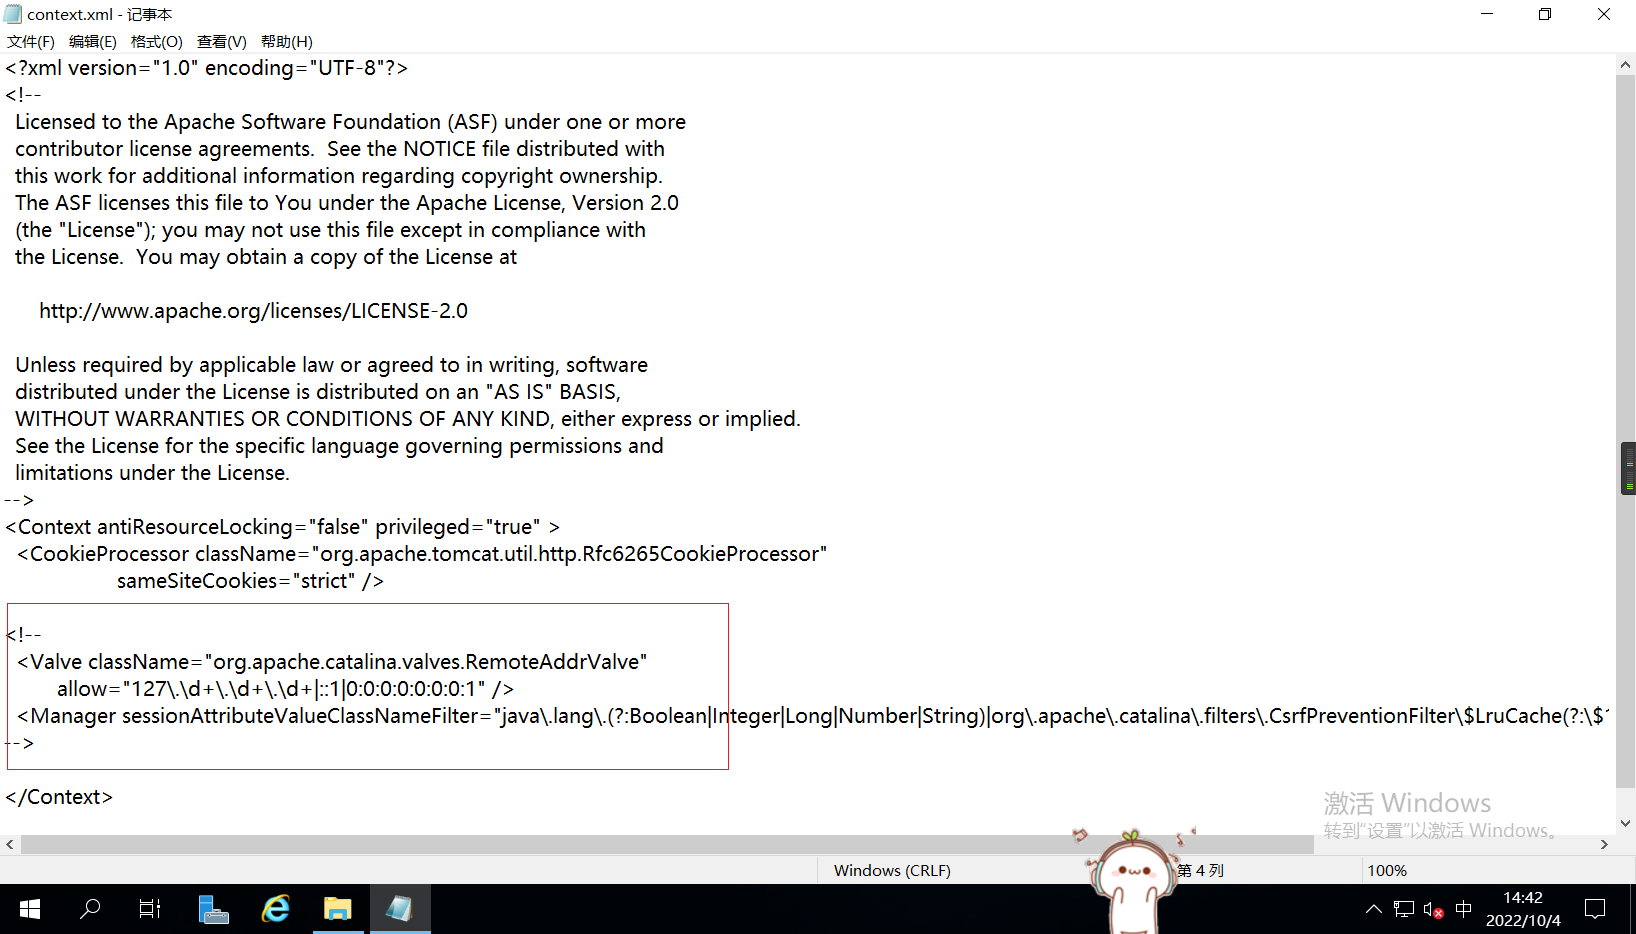 context.xml - 记事本
文件(F) 编辑(E) 格式(O) 查看(V) 帮助(H)
<?xml version="1.0" encoding="UTF-8"?>
<!--
Licensed to the Apache Software Foundation (ASF) under one or more
contributor license agreements.  See the NOTICE file distributed with
this work for additional information regarding copyright ownership.
The ASF licenses this file to You under the Apache License, Version 2.0
(the "License"); you may not use this file except in compliance with
the License.  You may obtain a copy of the License at
http://www.apache.org/licenses/LICENSE-2.0
Unless required by applicable law or agreed to in writing, software
distributed under the License is distributed on an "AS IS" BASIS,
WITHOUT WARRANTIES OR CONDITIONS OF ANY KIND, either express or implied.
See the License for the specific language governing permissions and
limitations under the License.
-->
<Context antiResourceLocking="false" privileged="true" >
<CookieProcessor className="org.apache.tomcat.util.http.Rfc6265CookieProcessor"
sameSiteCookies="strict" />
<!--
<Valve className="org.apache.catalina.valves.RemoteAddrValve"
allow="127\.\d+\.\d+\.\d+|::1|0:0:0:0:0:0:0:1" />
<Manager sessionAttributeValueClassNameFilter="java\.lang\.(?:Boolean|Integer|Long|Number|String)|org\.apache\.catalina\.filters\.CsrfPreventionFilter\$LruCache(?:\$1
-->
</Context>
激活 Windows
转到"设置"以激活 Windows。
Windows (CRLF)
第 4 列
100%
中
14:42
2022/10/4